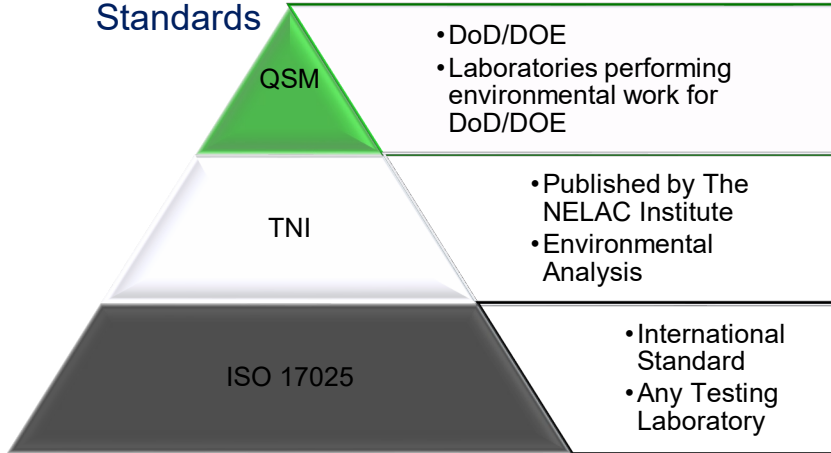 Standards
QSM
•DoD/DOE
•Laboratories performing
environmental work for
DoD/DOE
TNI
•Published by The
NELAC Institute
•Environmental
Analysis
ISO 17025
•International
Standard
•Any Testing
Laboratory